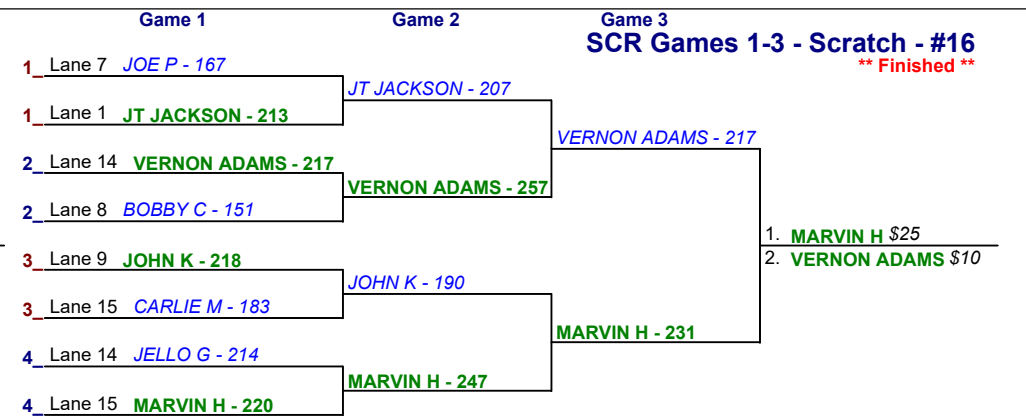 Game 1 Game 2 Game 3
SCR Games 1-3 - Scratch - #16
** Finished **
1_ Lane 7 JOE P - 167
JT JACKSON - 207
1_ Lane 1 JT JACKSON - 213
VERNON ADAMS - 217
2_ Lane 14 VERNON ADAMS - 217
VERNON ADAMS - 257
2_ Lane 8 BOBBY C - 151
1. MARVIN H $25
2. VERNON ADAMS $10
3_ Lane 9 JOHN K - 218
JOHN K - 190
3_ Lane 15 CARLIE M - 183
MARVIN H - 231
4_ Lane 14 JELLO G - 214
MARVIN H - 247
4_ Lane 15 MARVIN H - 220